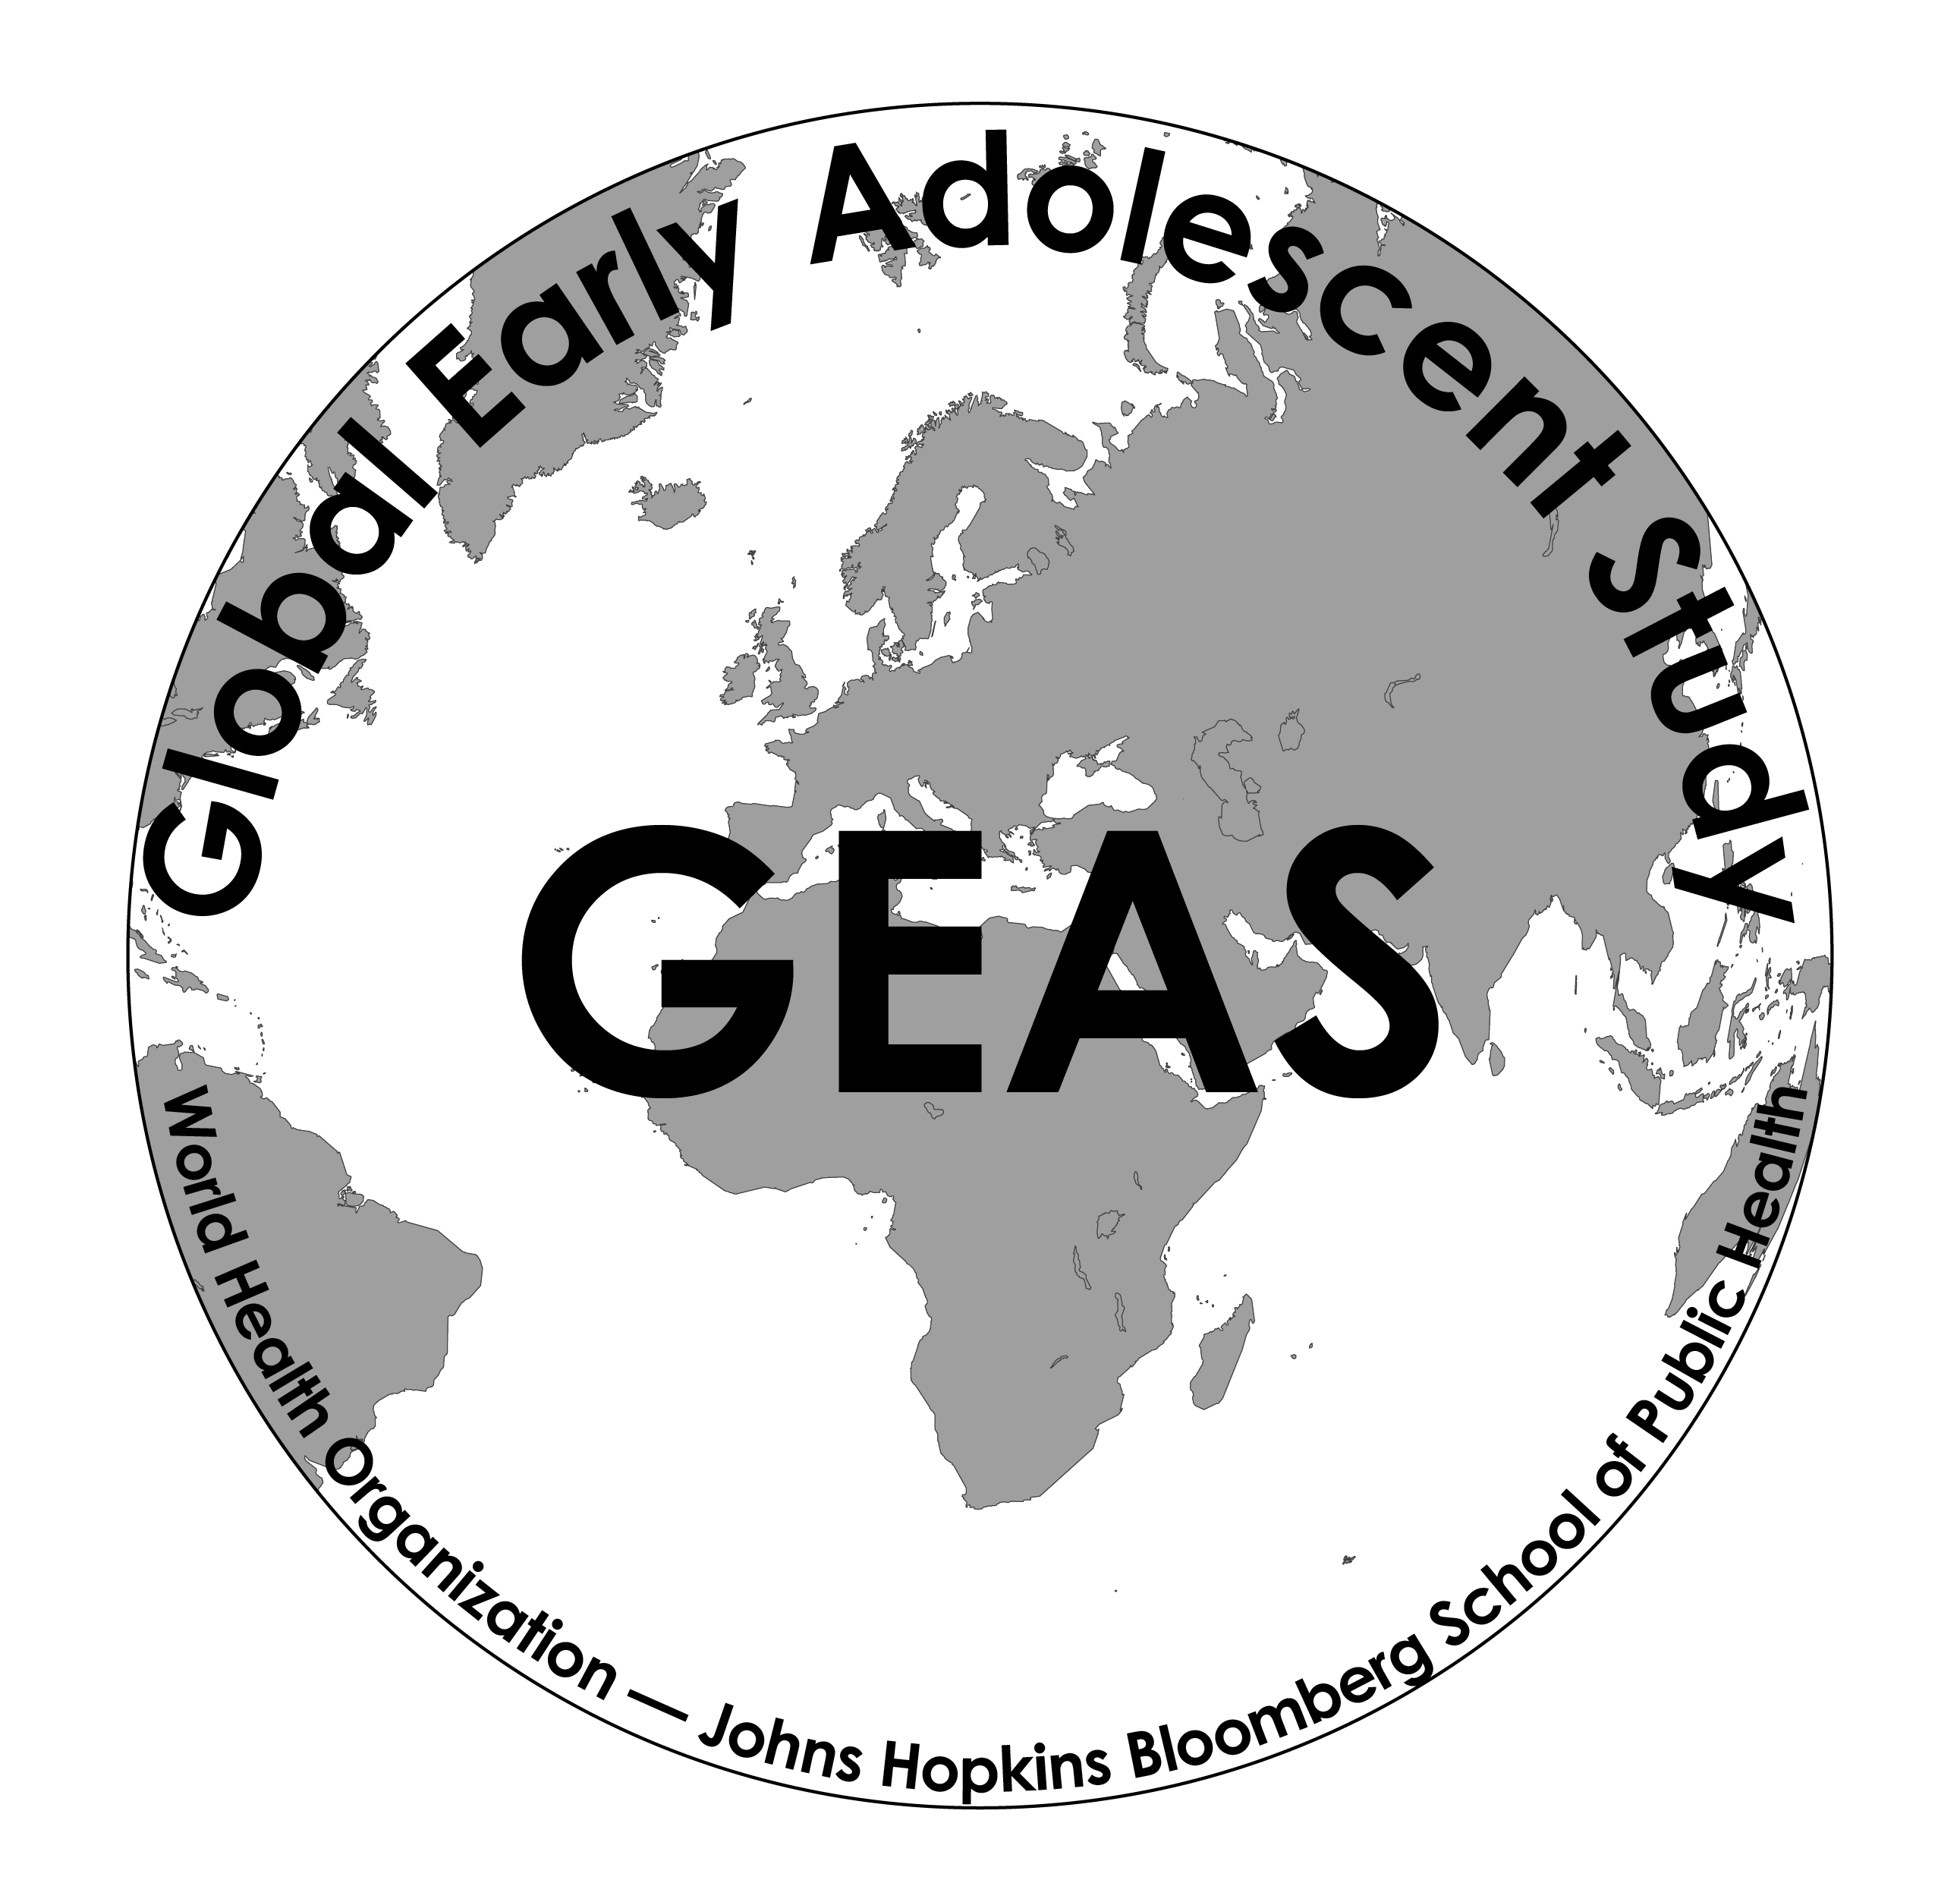 Global Early Adolescent Study
GEAS
World Health Organization — Johns Hopkins Bloomberg School of Public Health